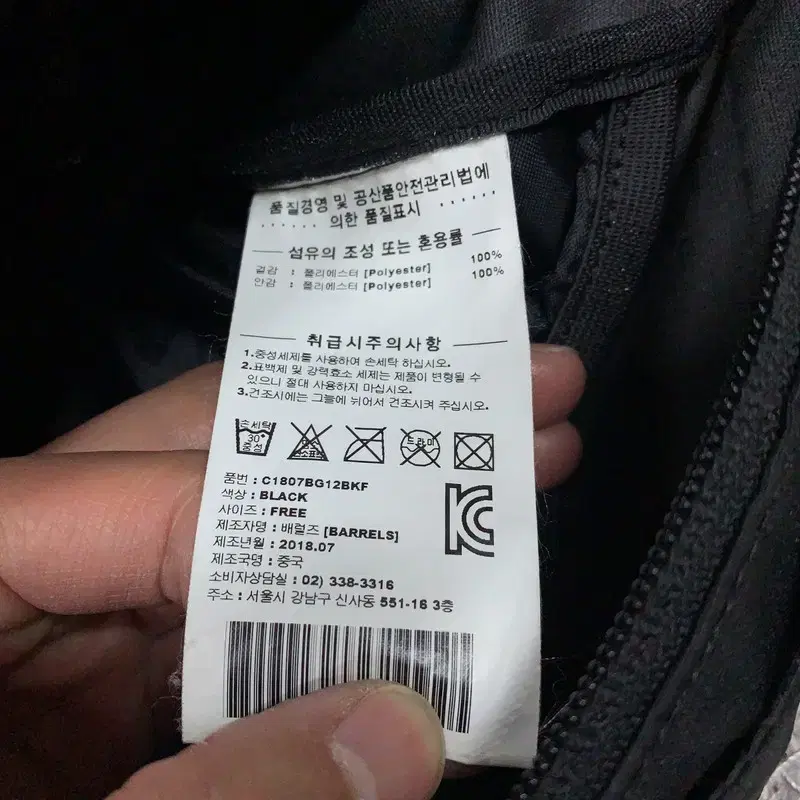 품질경영 및 공산품안전관리법에
...... 의한 품질표시 ......
섬유의 조성 또는 혼용률
겉감 : 폴리에스터 [Polyester] 100%
안감 : 폴리에스터 [Polyester] 100%
취급시주의사항
1.중성세제를 사용하여 손세탁 하십시오.
2.표백제 및 강력효소 세제는 제품이 변형될 수
있으니 절대 사용하지 마십시오.
3.건조시에는 그늘에 뉘어서 건조시켜 주십시오.
손세탁
30°
중성
염소표백
드라이
품번 : C1807BG12BKF
색상 : BLACK
사이즈 : FREE
제조자명 : 배럴즈 [BARRELS]
제조년월 : 2018.07
제조국명 : 중국
소비자상담실 : 02) 338-3316
주소 : 서울시 강남구 신사동 551-16 3층
KC